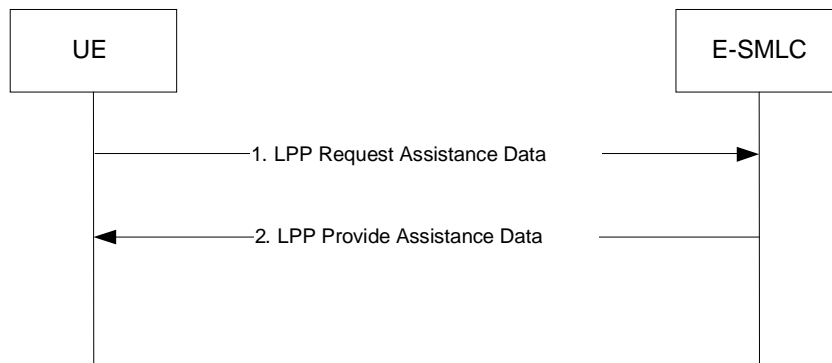 UE
E-SMLC
1. LPP Request Assistance Data
2. LPP Provide Assistance Data